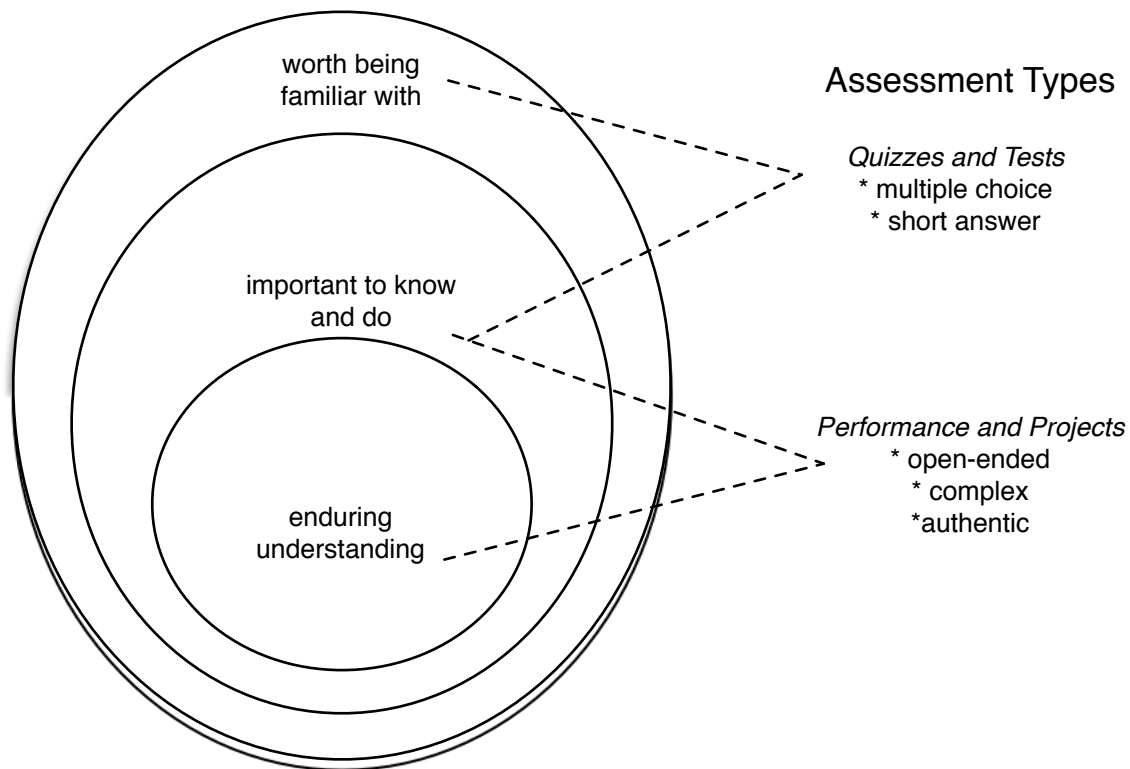 worth being
familiar with
important to know
and do
enduring
understanding
Assessment Types
Quizzes and Tests
* multiple choice
* short answer
Performance and Projects
* open-ended
* complex
*authentic